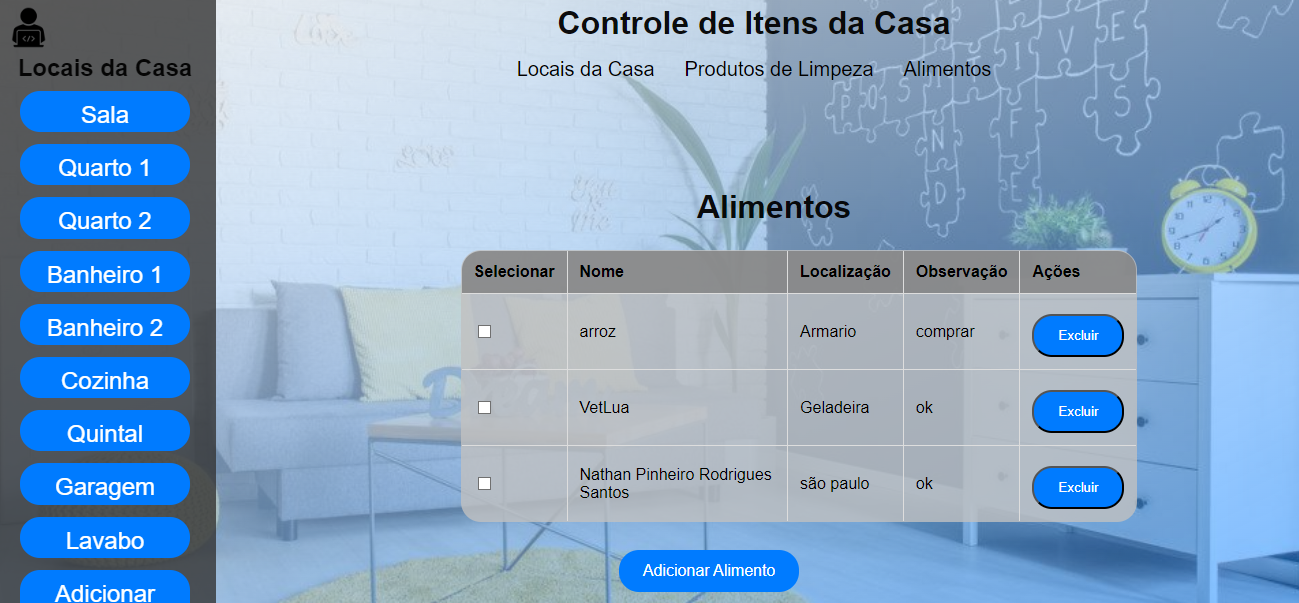 </>
Locais da Casa
Sala
Quarto 1
Quarto 2
Banheiro 1
Banheiro 2
Cozinha
Quintal
Garagem
Lavabo
Adicionar
Controle de Itens da Casa
Locais da Casa Produtos de Limpeza Alimentos
Alimentos
Selecionar Nome Localização Observação Ações
arroz Armario comprar Excluir
VetLua Geladeira ok Excluir
Nathan Pinheiro Rodrigues
Santos são paulo ok Excluir
Adicionar Alimento